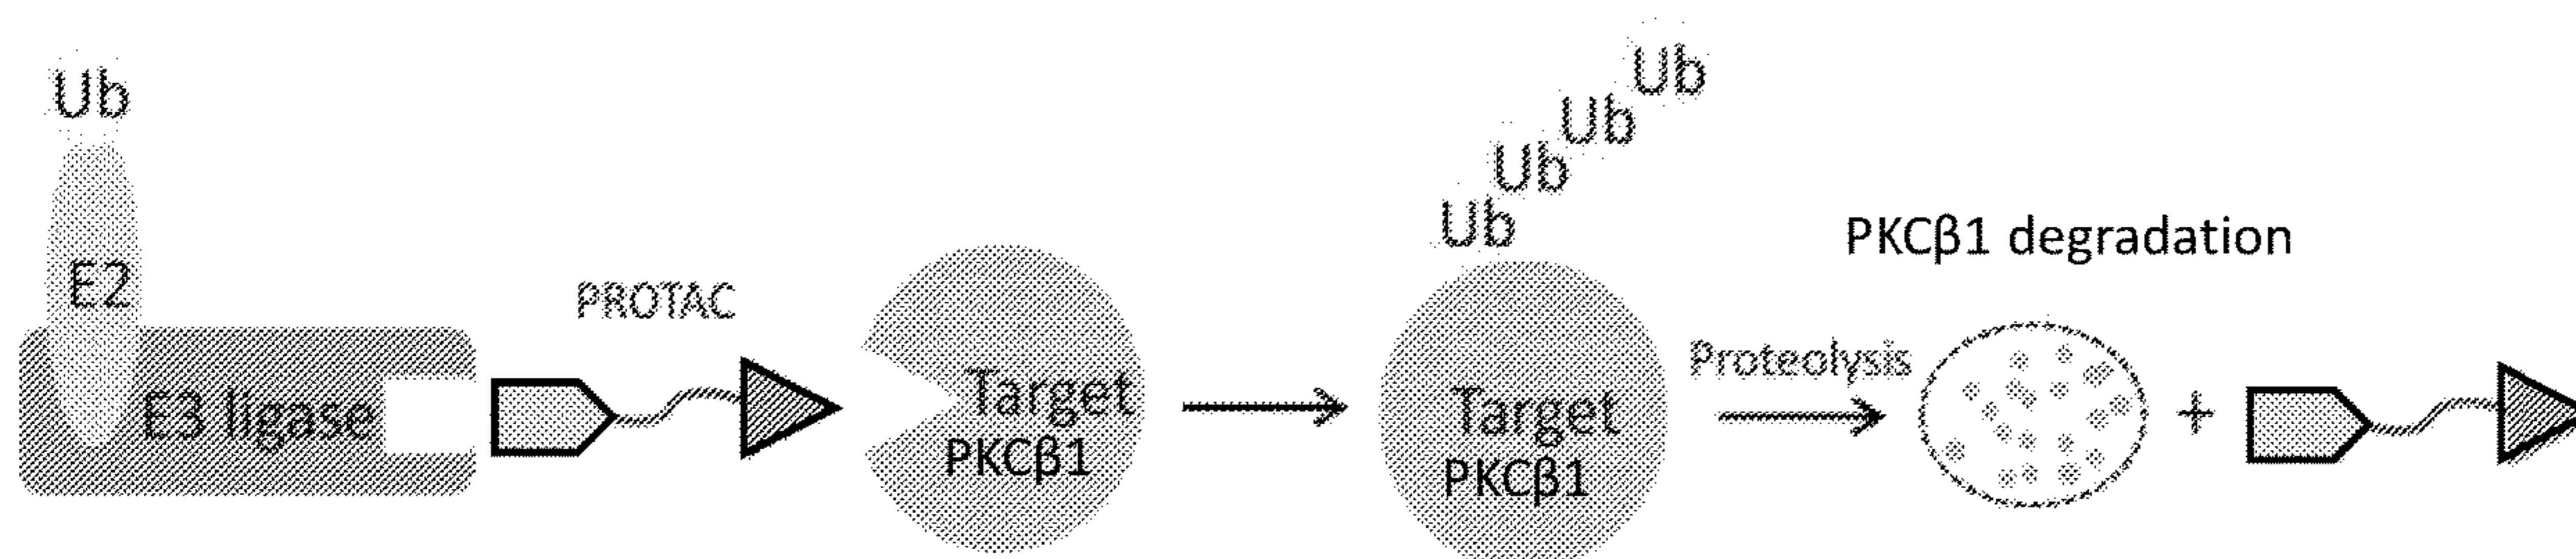 Ub
E2
E3 ligase
PROTAC
Target
PKCβ1
Ub
Ub
Ub
Ub
Target
PKCβ1
Proteolysis
PKCβ1 degradation
+